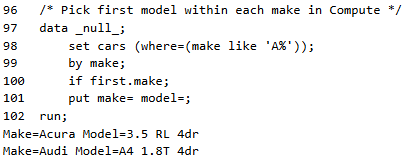 96 /* Pick first model within each make in Compute */
97 data _null_;
98 set cars (where=(make like 'A%'));
99 by make;
100 if first.make;
101 put make= model=;
102 run;
Make=Acura Model=3.5 RL 4dr
Make=Audi Model=A4 1.8T 4dr